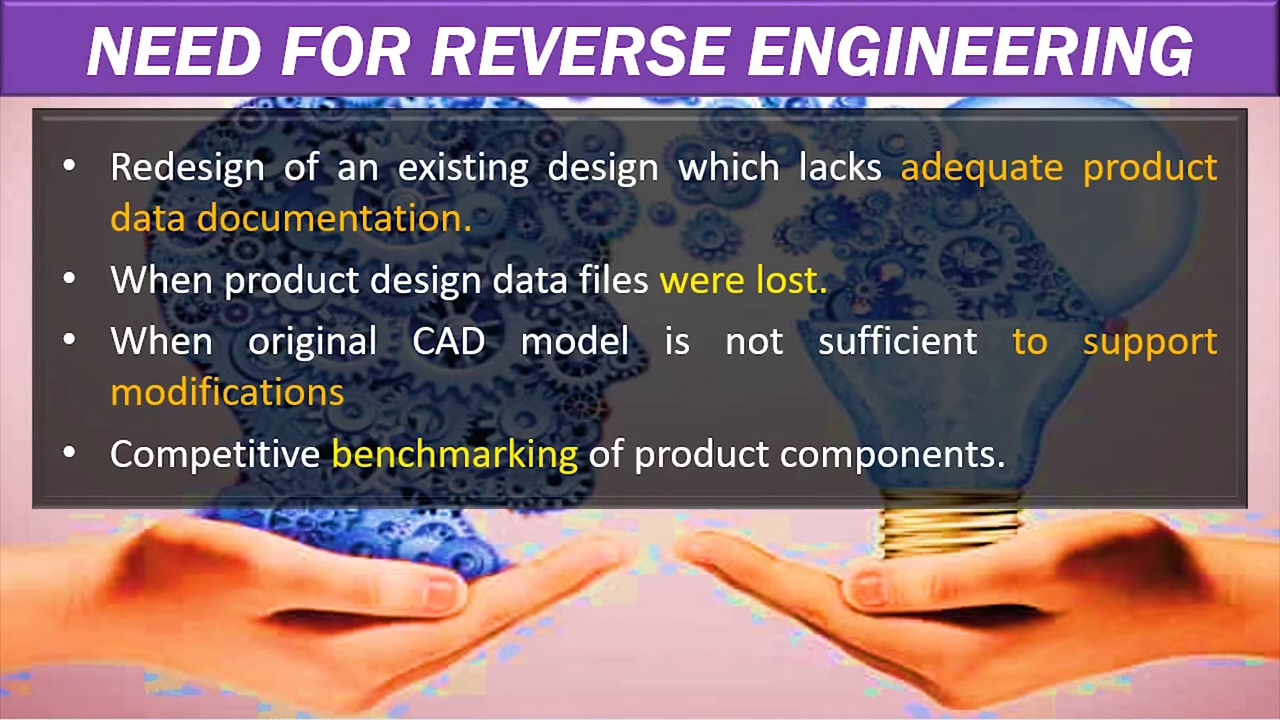 NEED FOR REVERSE ENGINEERING
• Redesign of an existing design which lacks adequate product
data documentation.
• When product design data files were lost.
• When original CAD model is not sufficient to support
modifications
• Competitive benchmarking of product components.